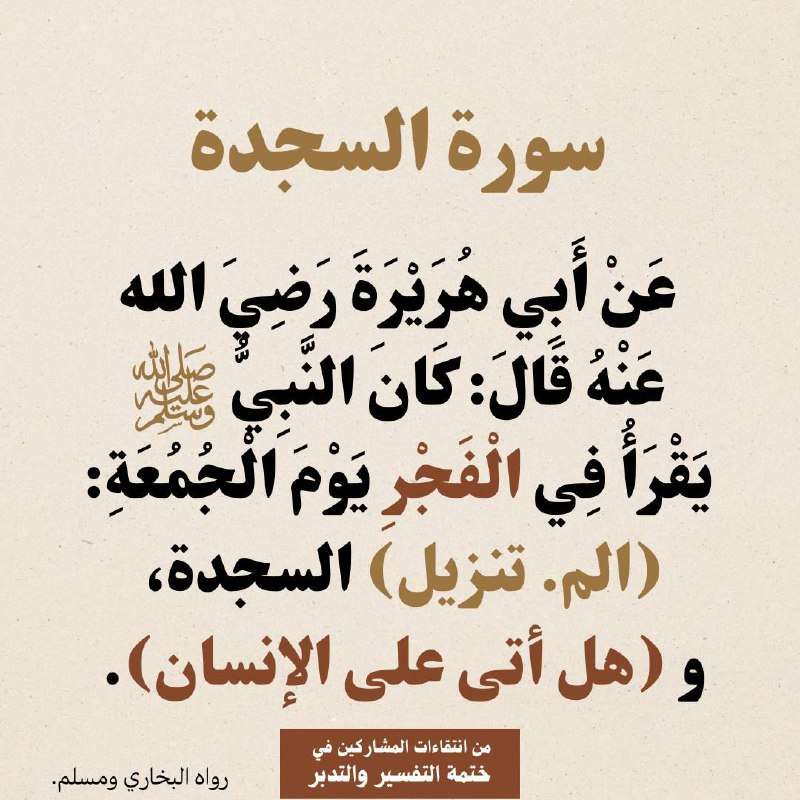 سورة السجدة
عَنْ أَبِي هُرَيْرَةَ رَضِيَ الله
عَنْهُ قَالَ: كَانَ النَّبِيُّ ﷺ
يَقْرَأُ فِي الْفَجْرِ يَوْمَ الْجُمُعَةِ:
(الم. تنزيل) السجدة،
و (هل أتى على الإنسان).
من انتقاءات المشاركين في
ختمة التفسير والتدبر
رواه البخاري ومسلم.